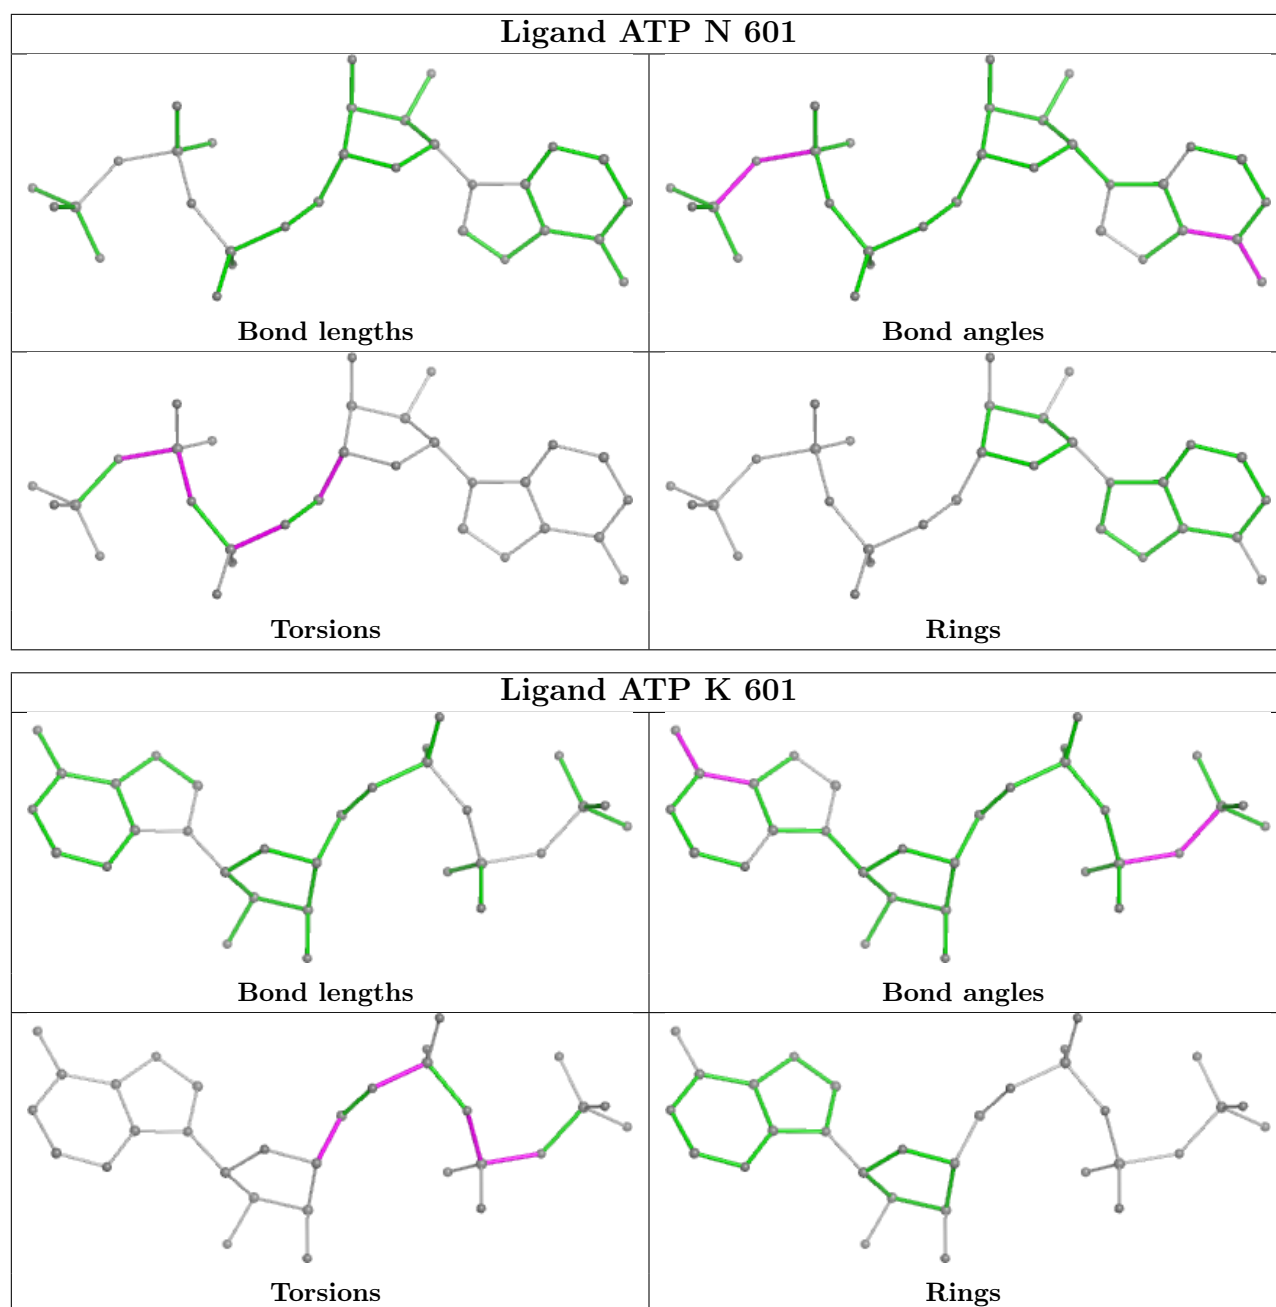 Ligand ATP N 601
Bond lengths
Bond angles
Torsions
Rings
Ligand ATP K 601
Bond lengths
Bond angles
Torsions
Rings